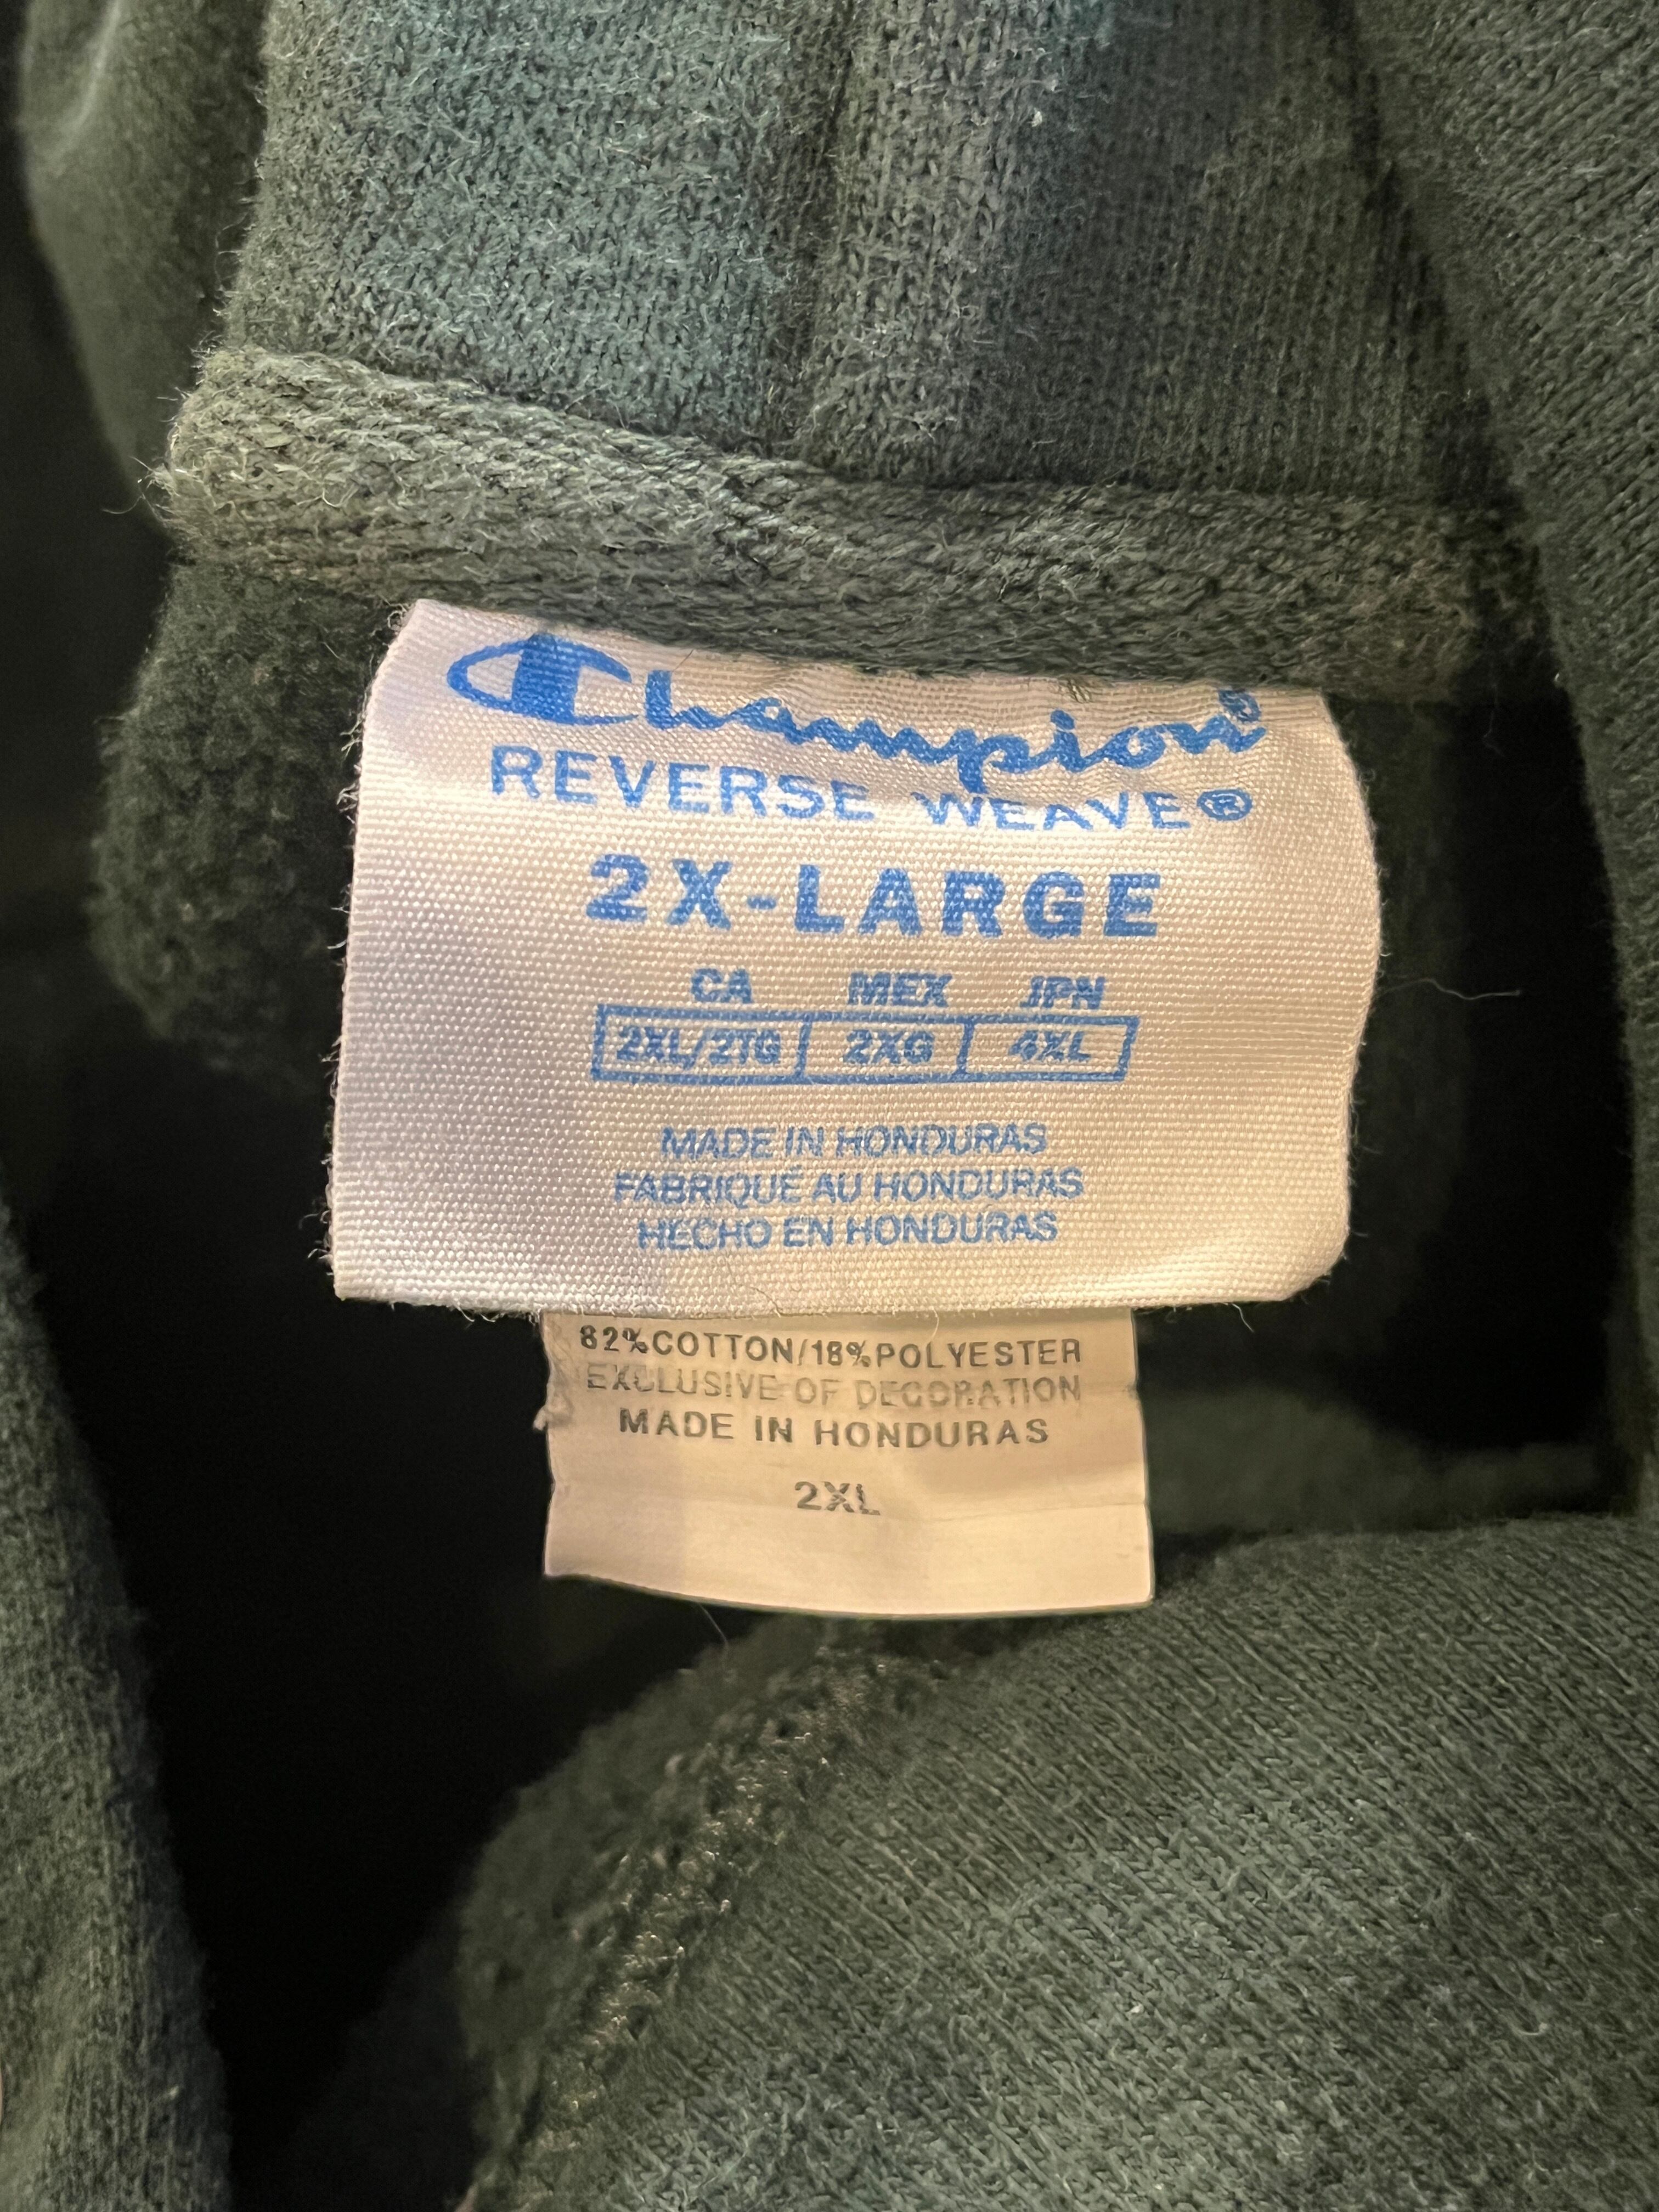 Champion®
REVERSE WEAVE®
2X-LARGE
CA MEX JPN
2XL/2TG 2XG 4XL
MADE IN HONDURAS
FABRIQUÉ AU HONDURAS
HECHO EN HONDURAS
82%COTTON/18%POLYESTER
EXCLUSIVE OF DECORATION
MADE IN HONDURAS
2XL